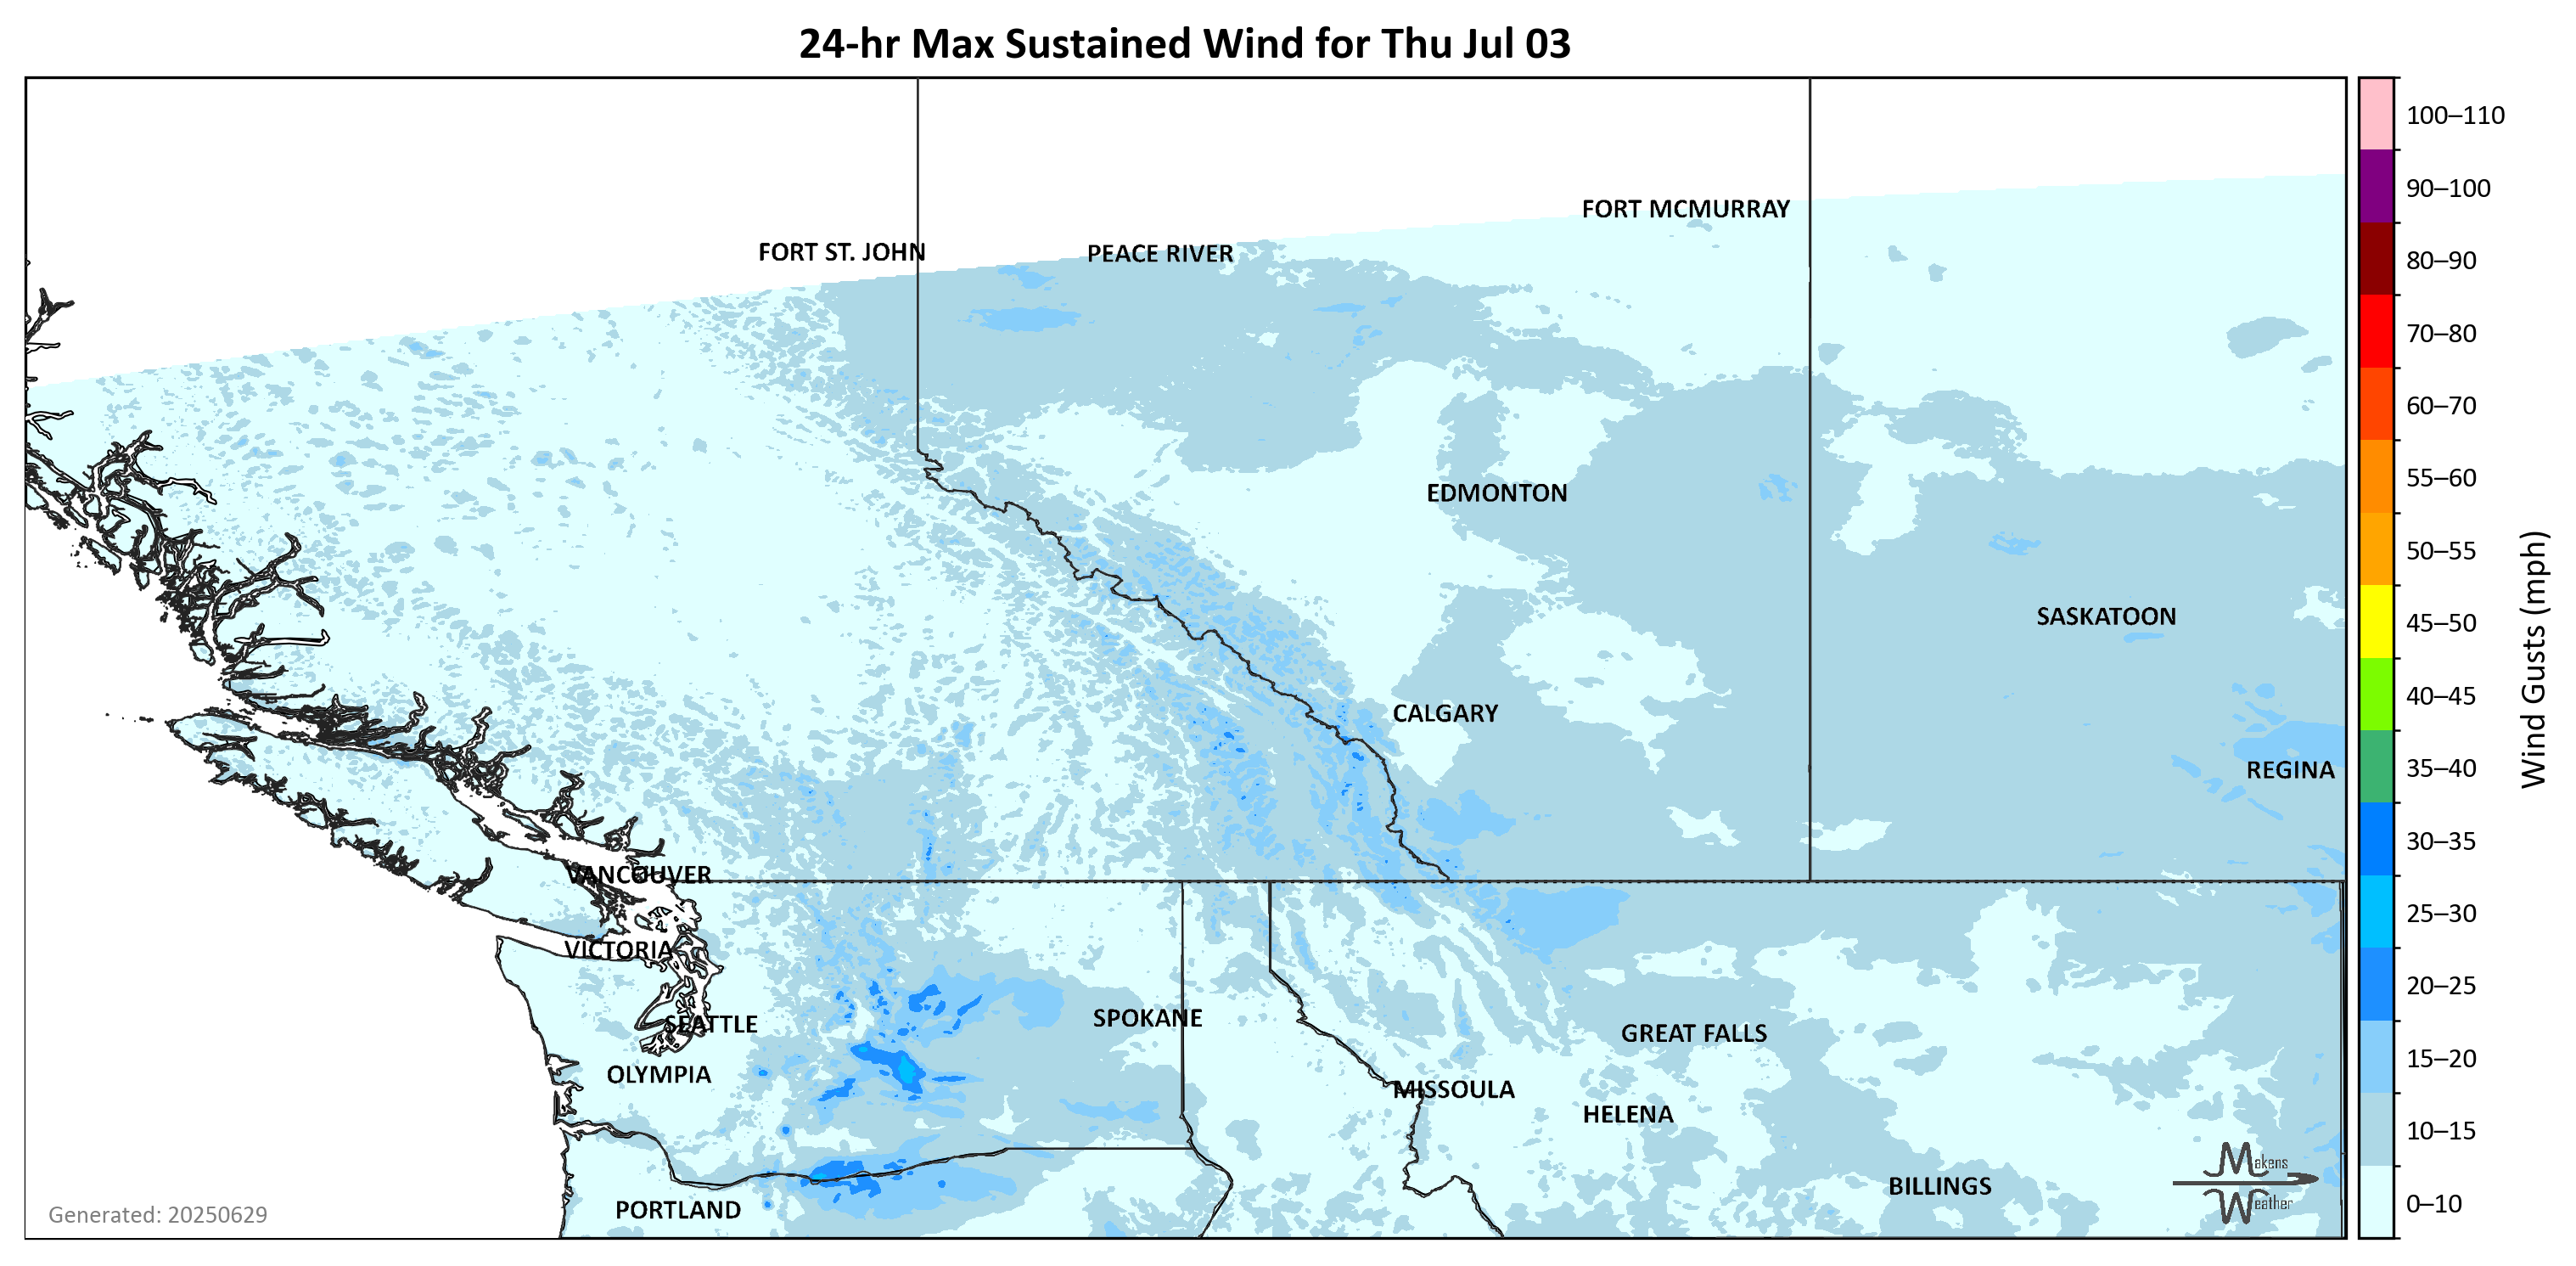 24-hr Max Sustained Wind for Thu Jul 03
100–110
90–100
80–90
70–80
60–70
55–60
50–55
45–50
40–45
35–40
30–35
25–30
20–25
15–20
10–15
0–10
Wind Gusts (mph)
FORT MCMURRAY
FORT ST. JOHN
PEACE RIVER
EDMONTON
SASKATOON
CALGARY
REGINA
VANCOUVER
VICTORIA
SEATTLE
SPOKANE
GREAT FALLS
OLYMPIA
MISSOULA
HELENA
BILLINGS
PORTLAND
Makens
Weather
Generated: 20250629